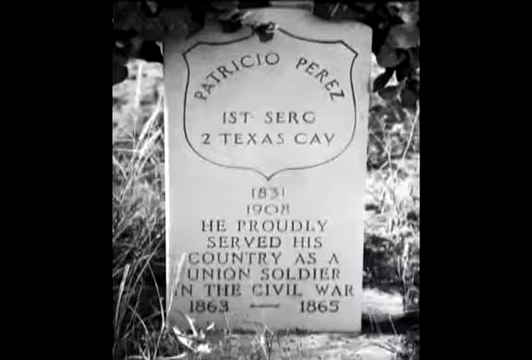 PATRICIO PEREZ
1ST SERG
2 TEXAS CAV
1831
1908
HE PROUDLY
SERVED HIS
COUNTRY AS A
UNION SOLDIER
IN THE CIVIL WAR
1863 — 1865